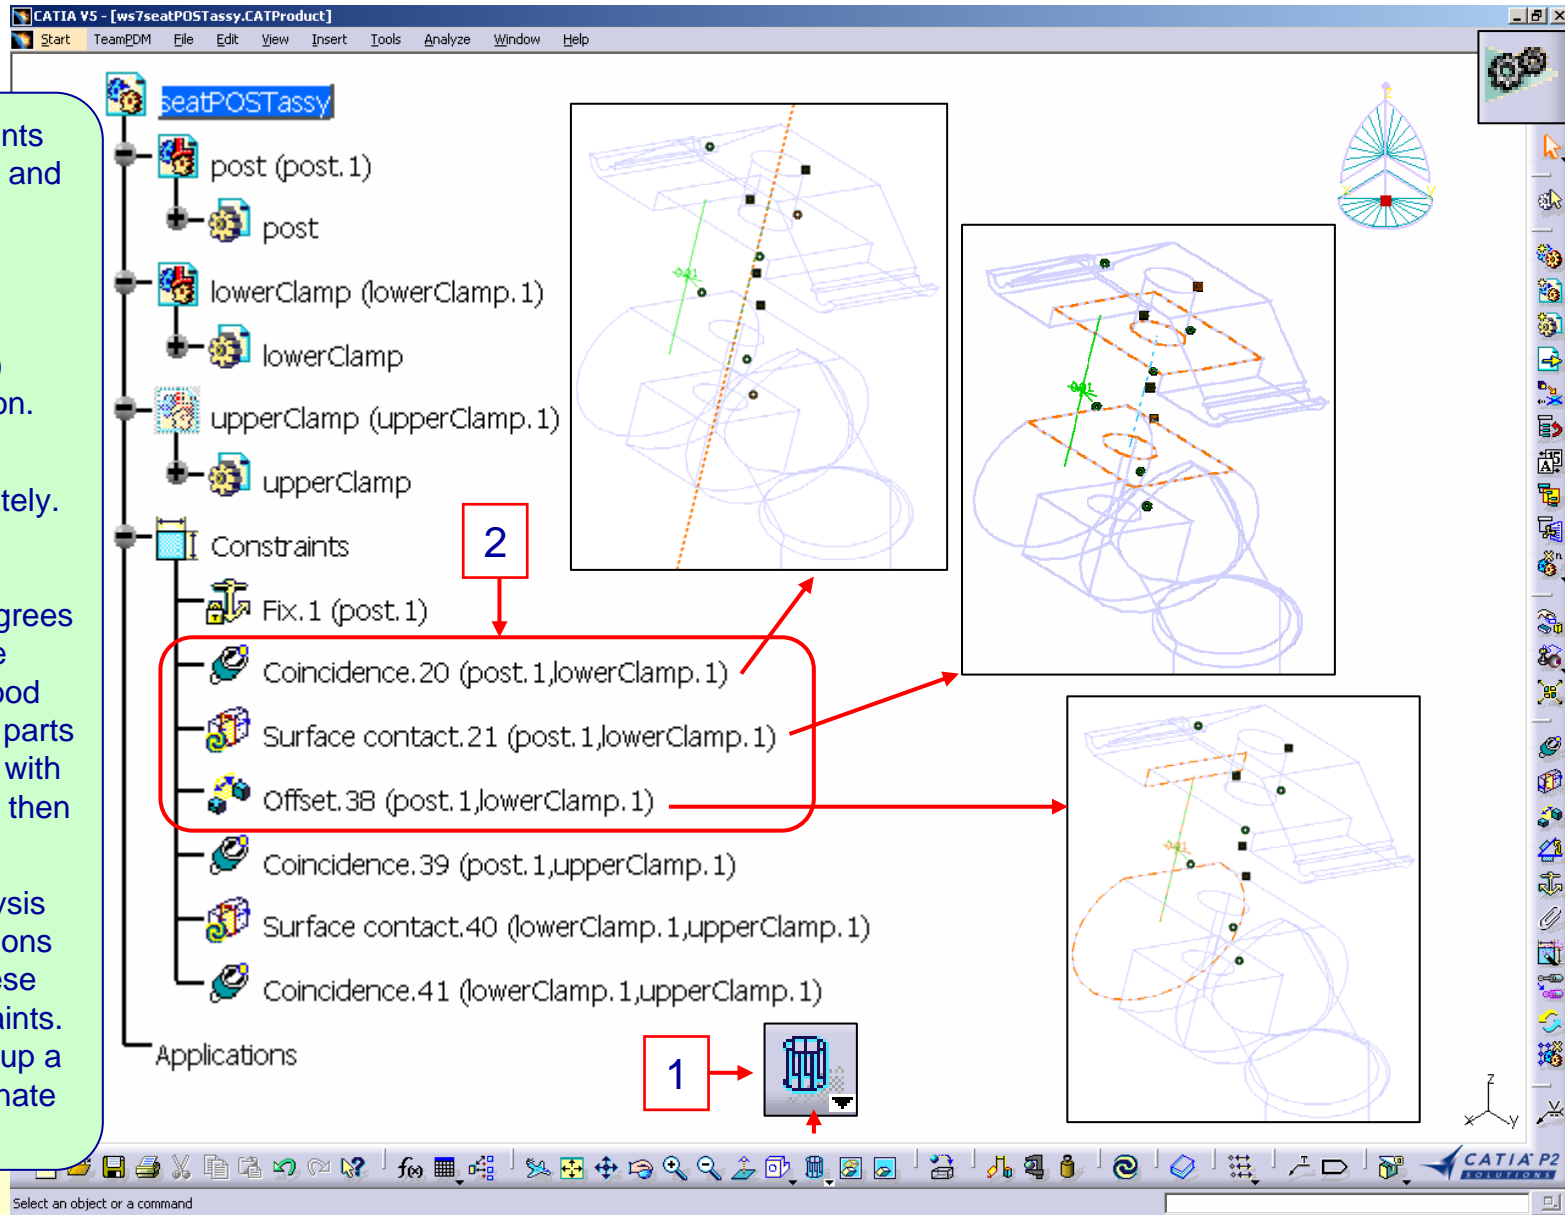 CATIA V5 - [ws7seatPOSTassy.CATProduct]
Start TeamPDM File Edit View Insert Tools Analyze Window Help
nts
and
)
on.
tely.
grees
e
ood
parts
with
then
ysis
ons
ese
aints.
up a
nate
seatPOSTassy
post (post.1)
post
lowerClamp (lowerClamp.1)
lowerClamp
upperClamp (upperClamp.1)
upperClamp
Constraints
Fix.1 (post.1)
Coincidence.20 (post.1,lowerClamp.1)
Surface contact.21 (post.1,lowerClamp.1)
Offset.38 (post.1,lowerClamp.1)
Coincidence.39 (post.1,upperClamp.1)
Surface contact.40 (lowerClamp.1,upperClamp.1)
Coincidence.41 (lowerClamp.1,upperClamp.1)
Applications
2
1
z
x y
CATIA P2
SOLUTIONS
Select an object or a command